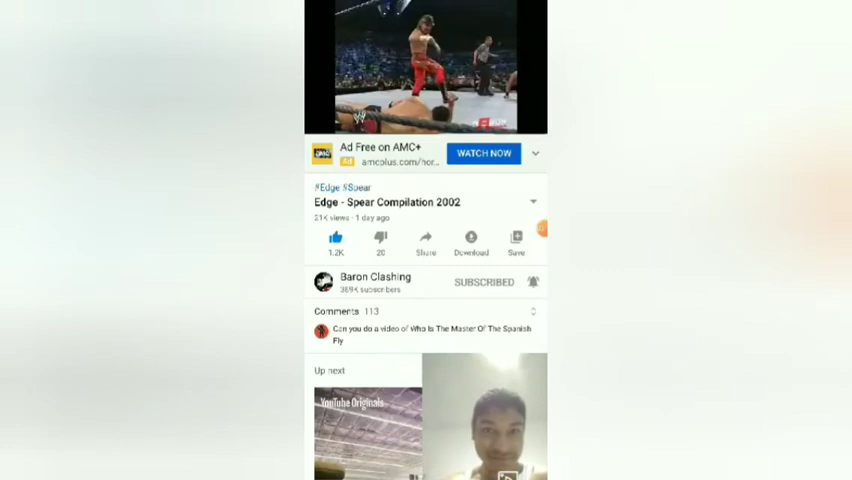 Ad Free on AMC+
Ad amcplus.com/hor...
WATCH NOW
#Edge #Spear
Edge - Spear Compilation 2002
21K views · 1 day ago
1.2K
20
Share
Download
Save
Baron Clashing
389K subscribers
SUBSCRIBED
Comments 113
Can you do a video of Who Is The Master Of The Spanish
Fly
Up next
YouTube Originals